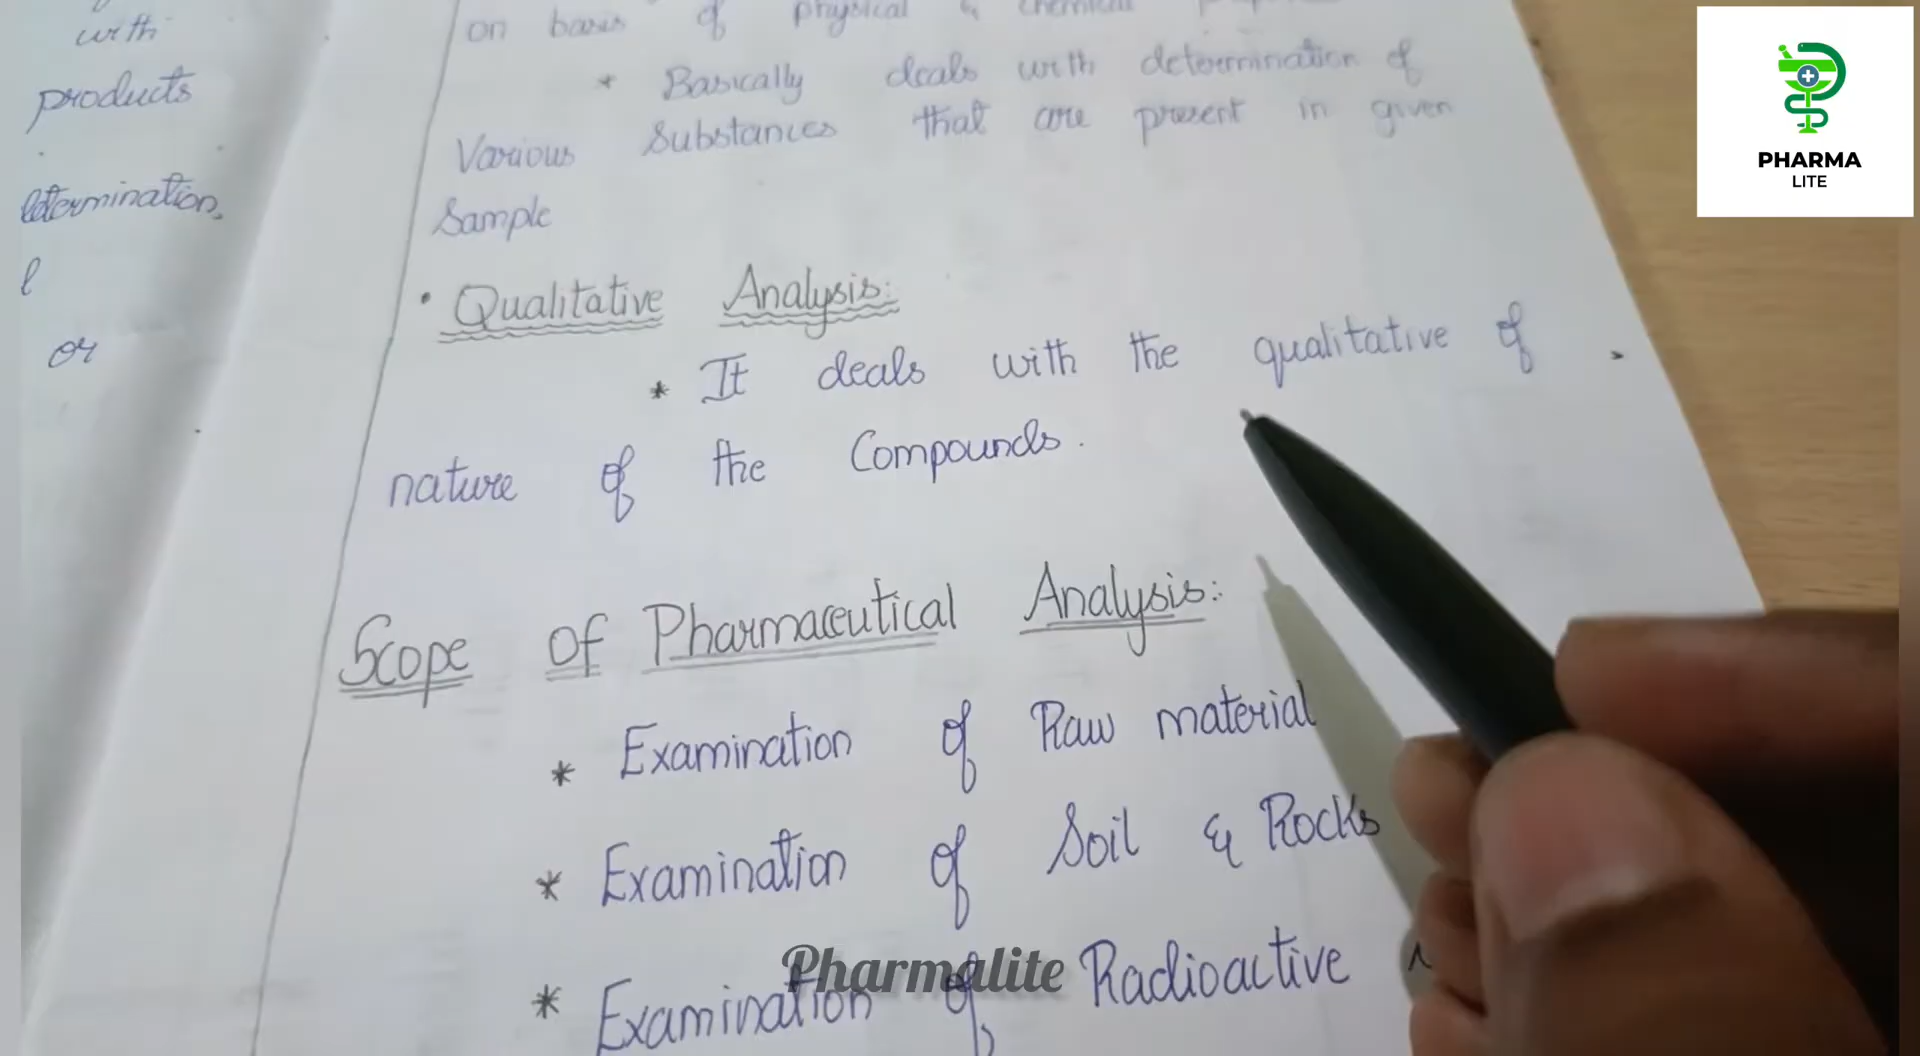 with
products
determination,
l
or
on bases of physical & chemical
* Basically deals with determination of
Various Substances that are present in given
Sample
• Qualitative Analysis:
* It deals with the qualitative of
nature of the Compounds.
Scope of Pharmaceutical Analysis:
* Examination of Raw material
* Examination of Soil & Rocks
* Examination of Radioactive
Pharmalite
PHARMA
LITE